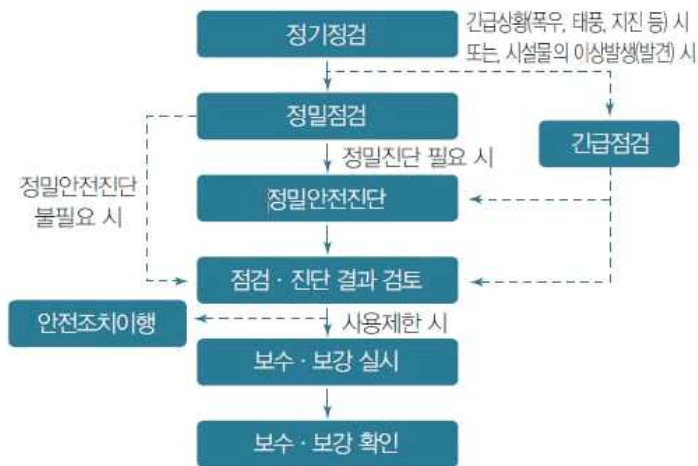 정기정검
긴급상황(폭우, 태풍, 지진 등) 시
또는, 시설물의 이상발생(발견) 시
정밀점검
긴급점검
정밀진단 필요 시
정밀안전진단
불필요 시
정밀안전진단
점검 · 진단 결과 검토
안전조치이행
사용제한 시
보수 · 보강 실시
보수 · 보강 확인